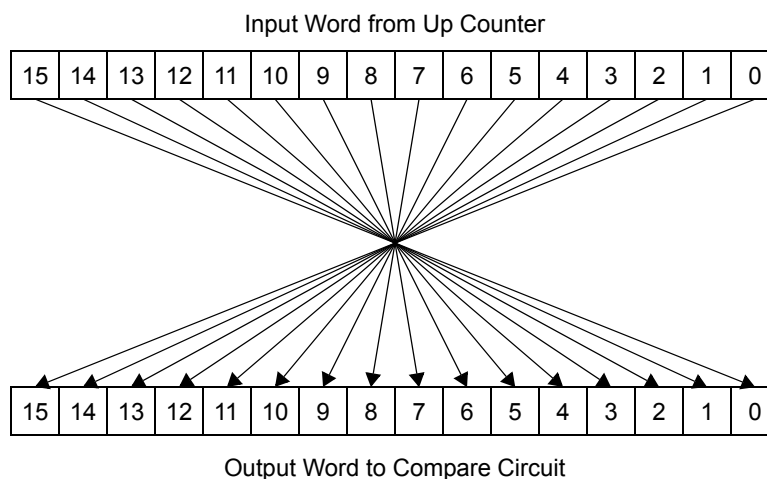 Input Word from Up Counter
15 14 13 12 11 10 9 8 7 6 5 4 3 2 1 0
15 14 13 12 11 10 9 8 7 6 5 4 3 2 1 0
Output Word to Compare Circuit